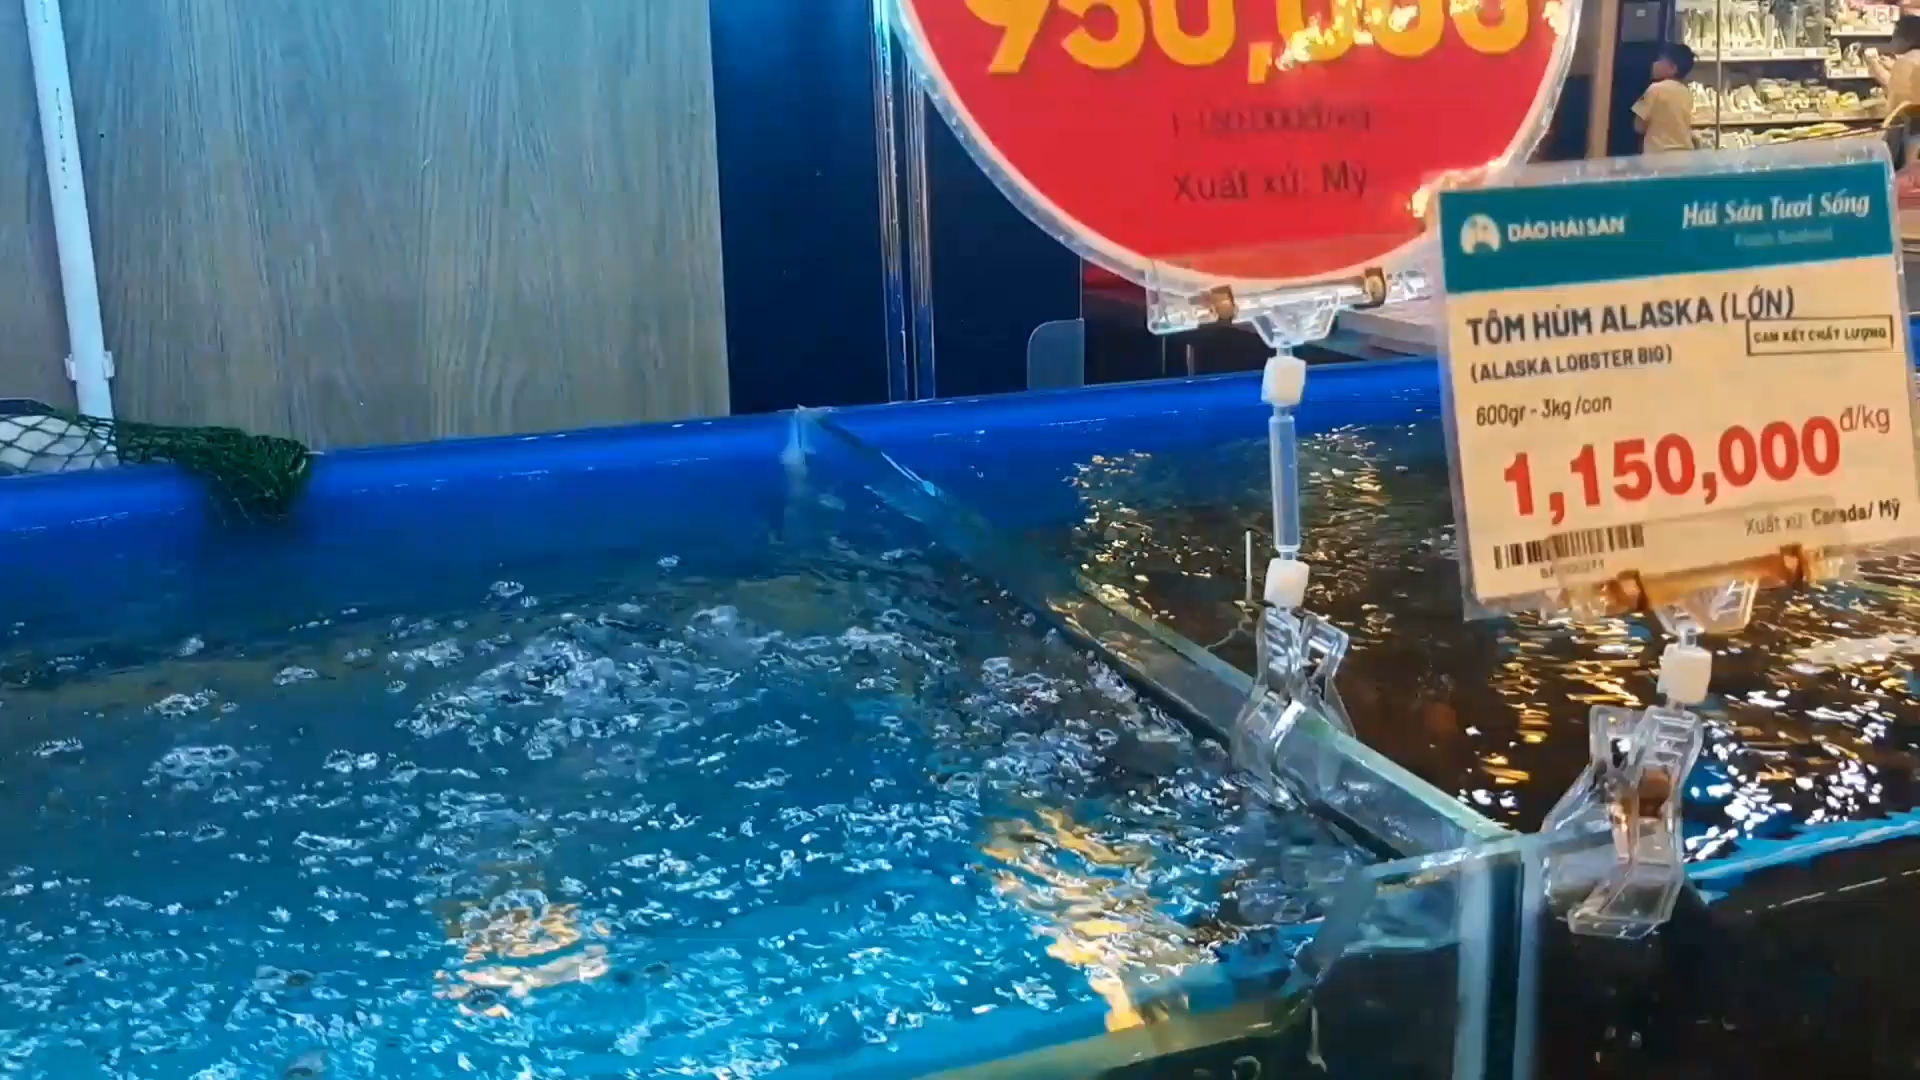 950,000
Xuất xứ: Mỹ
ĐẢO HẢI SẢN
Hải Sản Tươi Sống
TÔM HÙM ALASKA (LỚN)
CAM KẾT CHẤT LƯỢNG
(ALASKA LOBSTER BIG)
600gr - 3kg/con
1,150,000đ/kg
Xuất xứ: Canada/ Mỹ